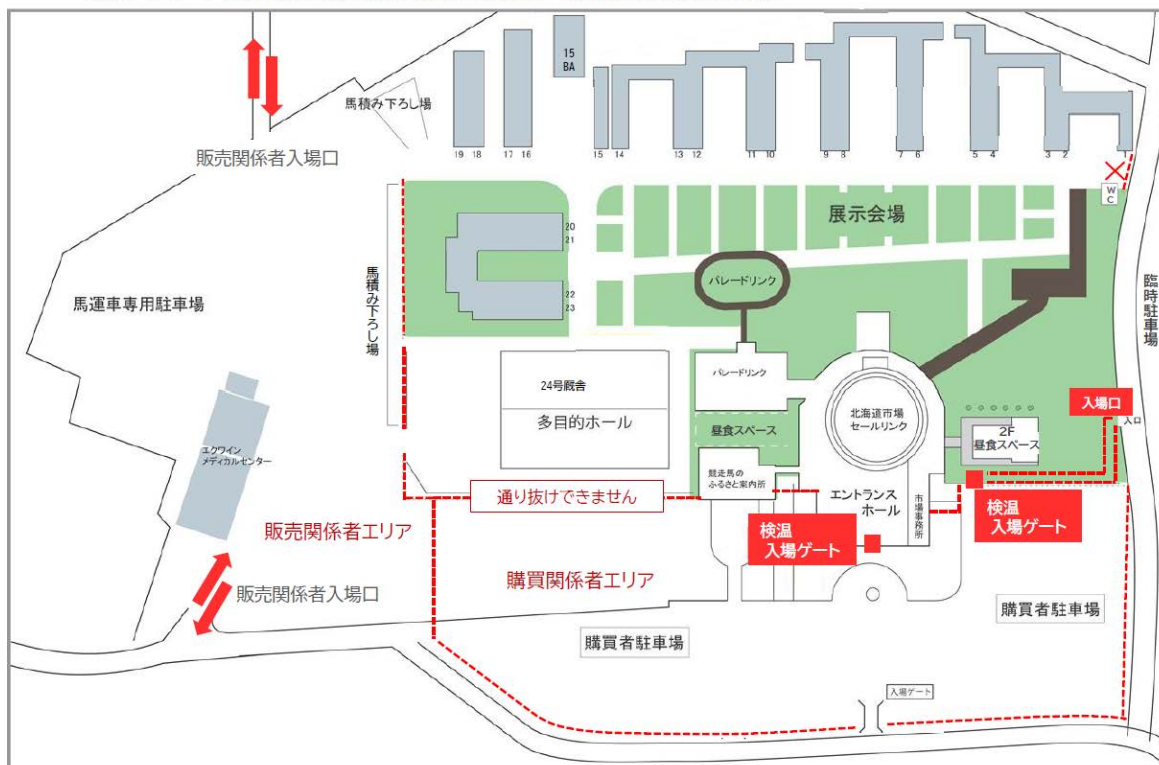 15
BA
馬積み下ろし場
販売関係者入場口
19 18
17 16
15
14
13 12
11 10
9 8
7 6
5 4
3 2
1
W
C
展示会場
20
21
22
23
馬積み下ろし場
馬運車専用駐車場
パレードリンク
臨時駐車場
24号厩舎
多目的ホール
パレードリンク
昼食スペース
北海道市場
セールリンク
2F
昼食スペース
入場口
入口
エクワイン
メディカルセンター
競走馬の
ふるさと案内所
通り抜けできません
エントランス
ホール
市場事務所
検温
入場ゲート
検温
入場ゲート
販売関係者エリア
購買関係者エリア
販売関係者入場口
購買者駐車場
購買者駐車場
入場ゲート